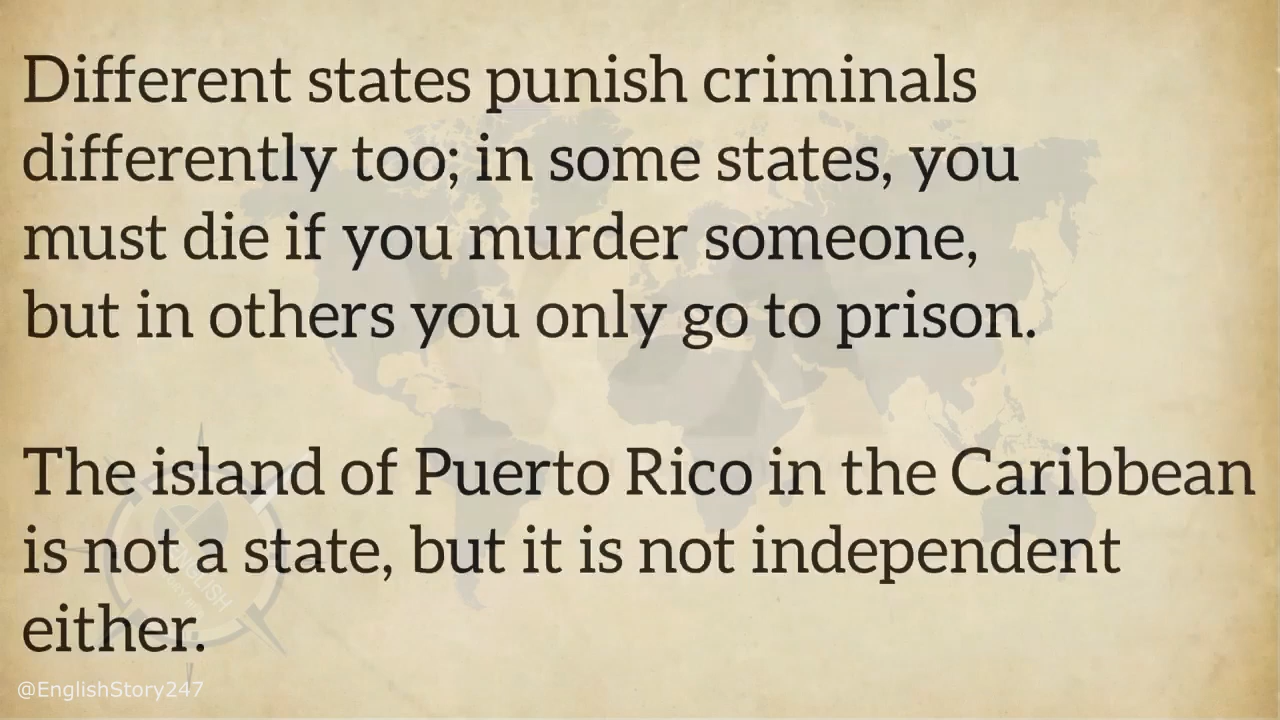 Different states punish criminals
differently too; in some states, you
must die if you murder someone,
but in others you only go to prison.
The island of Puerto Rico in the Caribbean
is not a state, but it is not independent
either.
ENGLISH
@EnglishStory247